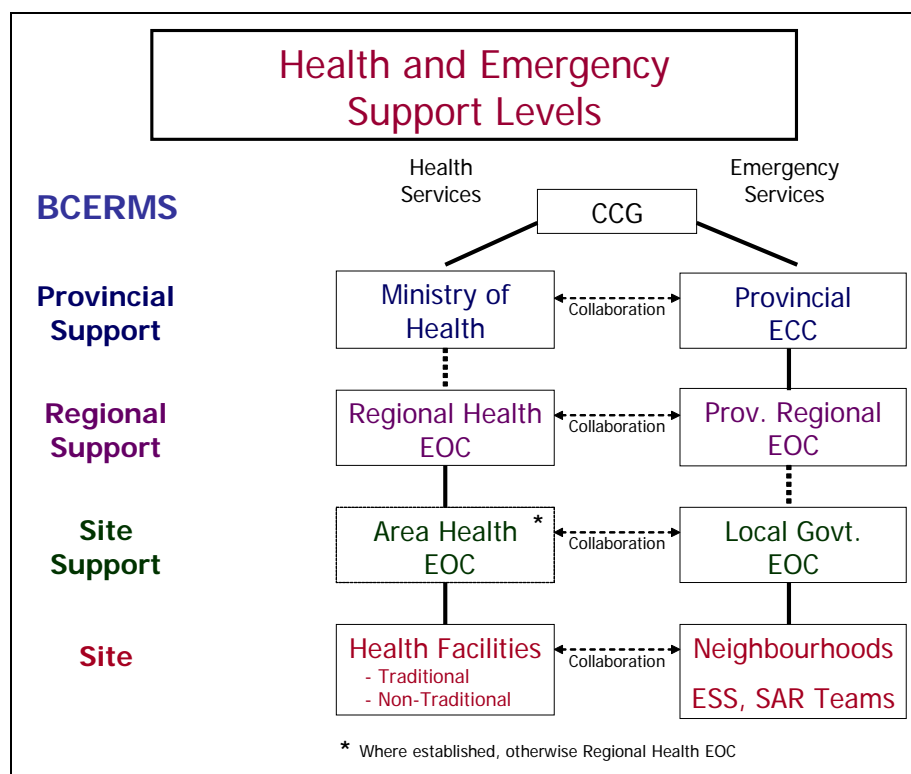 Health and Emergency
Support Levels
Health
Services
Emergency
Services
BCERMS
CCG
Provincial
Support
Ministry of
Health
Collaboration
Provincial
ECC
Regional
Support
Regional Health
EOC
Collaboration
Prov. Regional
EOC
Site
Support
Area Health *
EOC
Collaboration
Local Govt.
EOC
Site
Health Facilities
- Traditional
- Non-Traditional
Collaboration
Neighbourhoods
ESS, SAR Teams
* Where established, otherwise Regional Health EOC